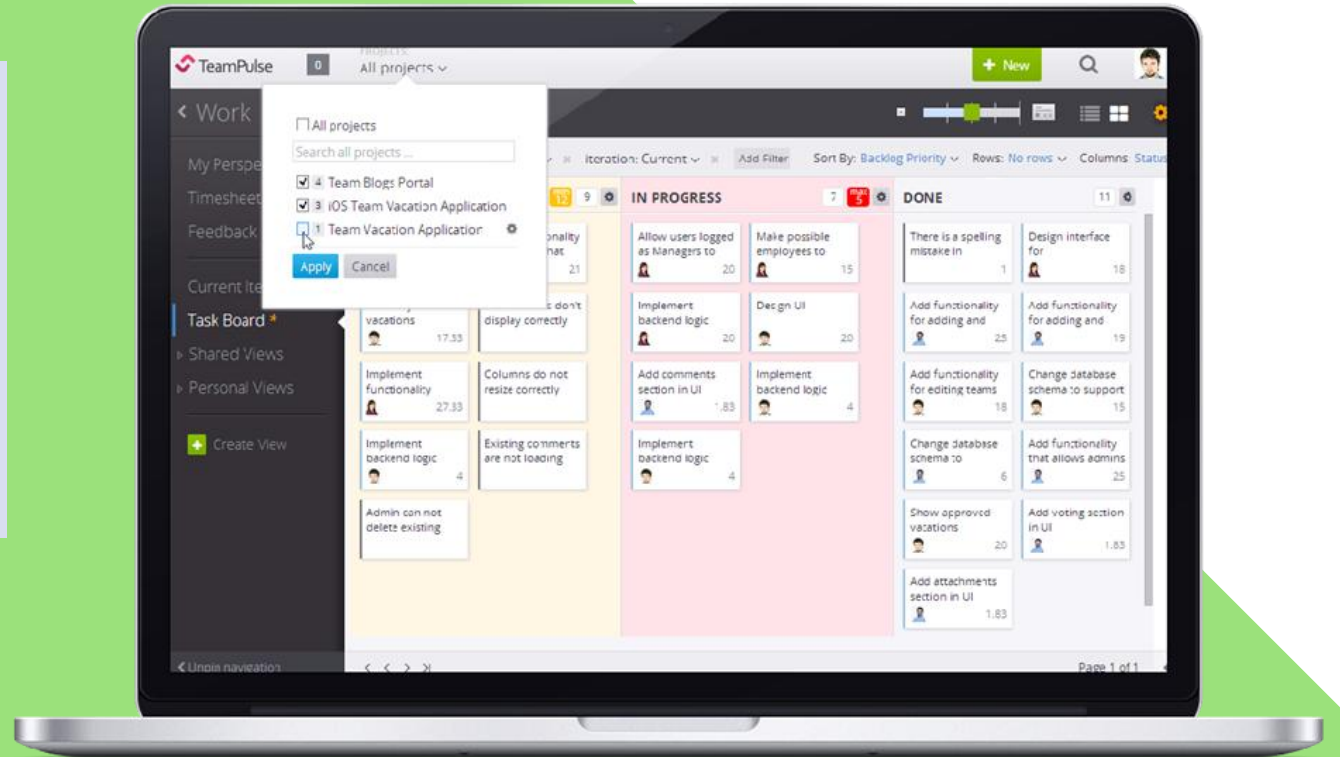 TeamPulse
0
All projects
+ New
Work
All projects
Search all projects ...
4 Team Blogs Portal
3 iOS Team Vacation Application
1 Team Vacation Application
Apply Cancel
Timesheet
Feedback
Task Board *
Shared Views
Personal Views
Create View
Iteration: Current
Add Filter
Sort By: Backlog Priority
Rows: No rows
Columns: Status
12 9
IN PROGRESS
7 max 5
DONE
11
21
vacations
17.33
don't
display correctly
Implement
functionality
27.33
Columns do not
resize correctly
Implement
backend logic
4
Existing comments
are not loading
Admin can not
delete existing
Allow users logged
as Managers to
20
Make possible
employees to
15
Implement
backend logic
20
Design UI
20
Add comments
section in UI
1.83
Implement
backend logic
4
Implement
backend logic
4
There is a spelling
mistake in
1
Design interface
for
18
Add functionality
for adding and
25
Add functionality
for adding and
19
Add functionality
for editing teams
18
Change database
schema to support
15
Change database
schema to
6
Add functionality
that allows admins
25
Show approved
vacations
20
Add voting section
in UI
1.83
Add attachments
section in UI
1.83
Unpin navigation
Page 1 of 1